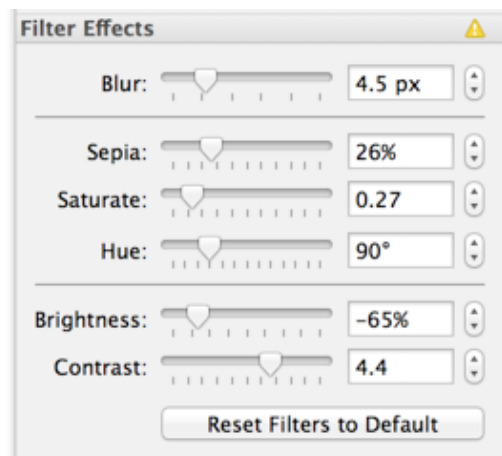 Filter Effects
Blur: 4.5 px
Sepia: 26%
Saturate: 0.27
Hue: 90°
Brightness: -65%
Contrast: 4.4
Reset Filters to Default